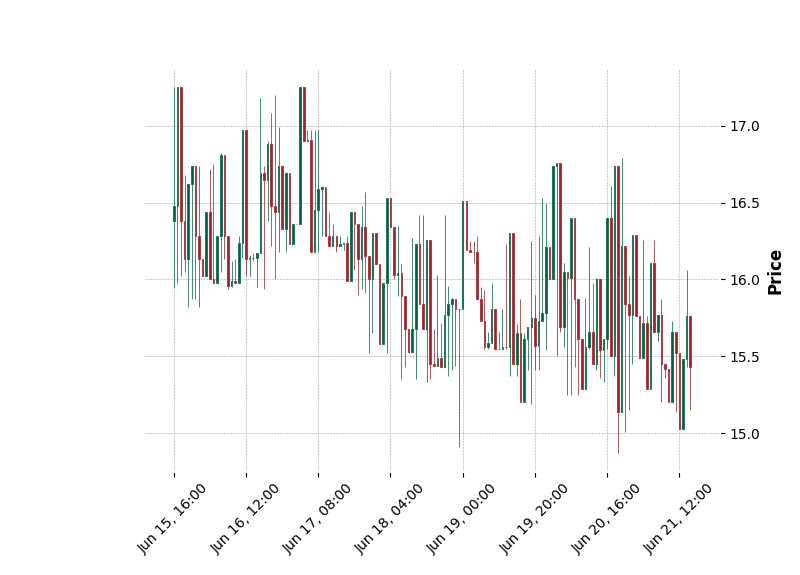 17.0
16.5
16.0
15.5
15.0
Price
Jun 15, 16:00
Jun 16, 12:00
Jun 17, 08:00
Jun 18, 04:00
Jun 19, 00:00
Jun 19, 20:00
Jun 20, 16:00
Jun 21, 12:00